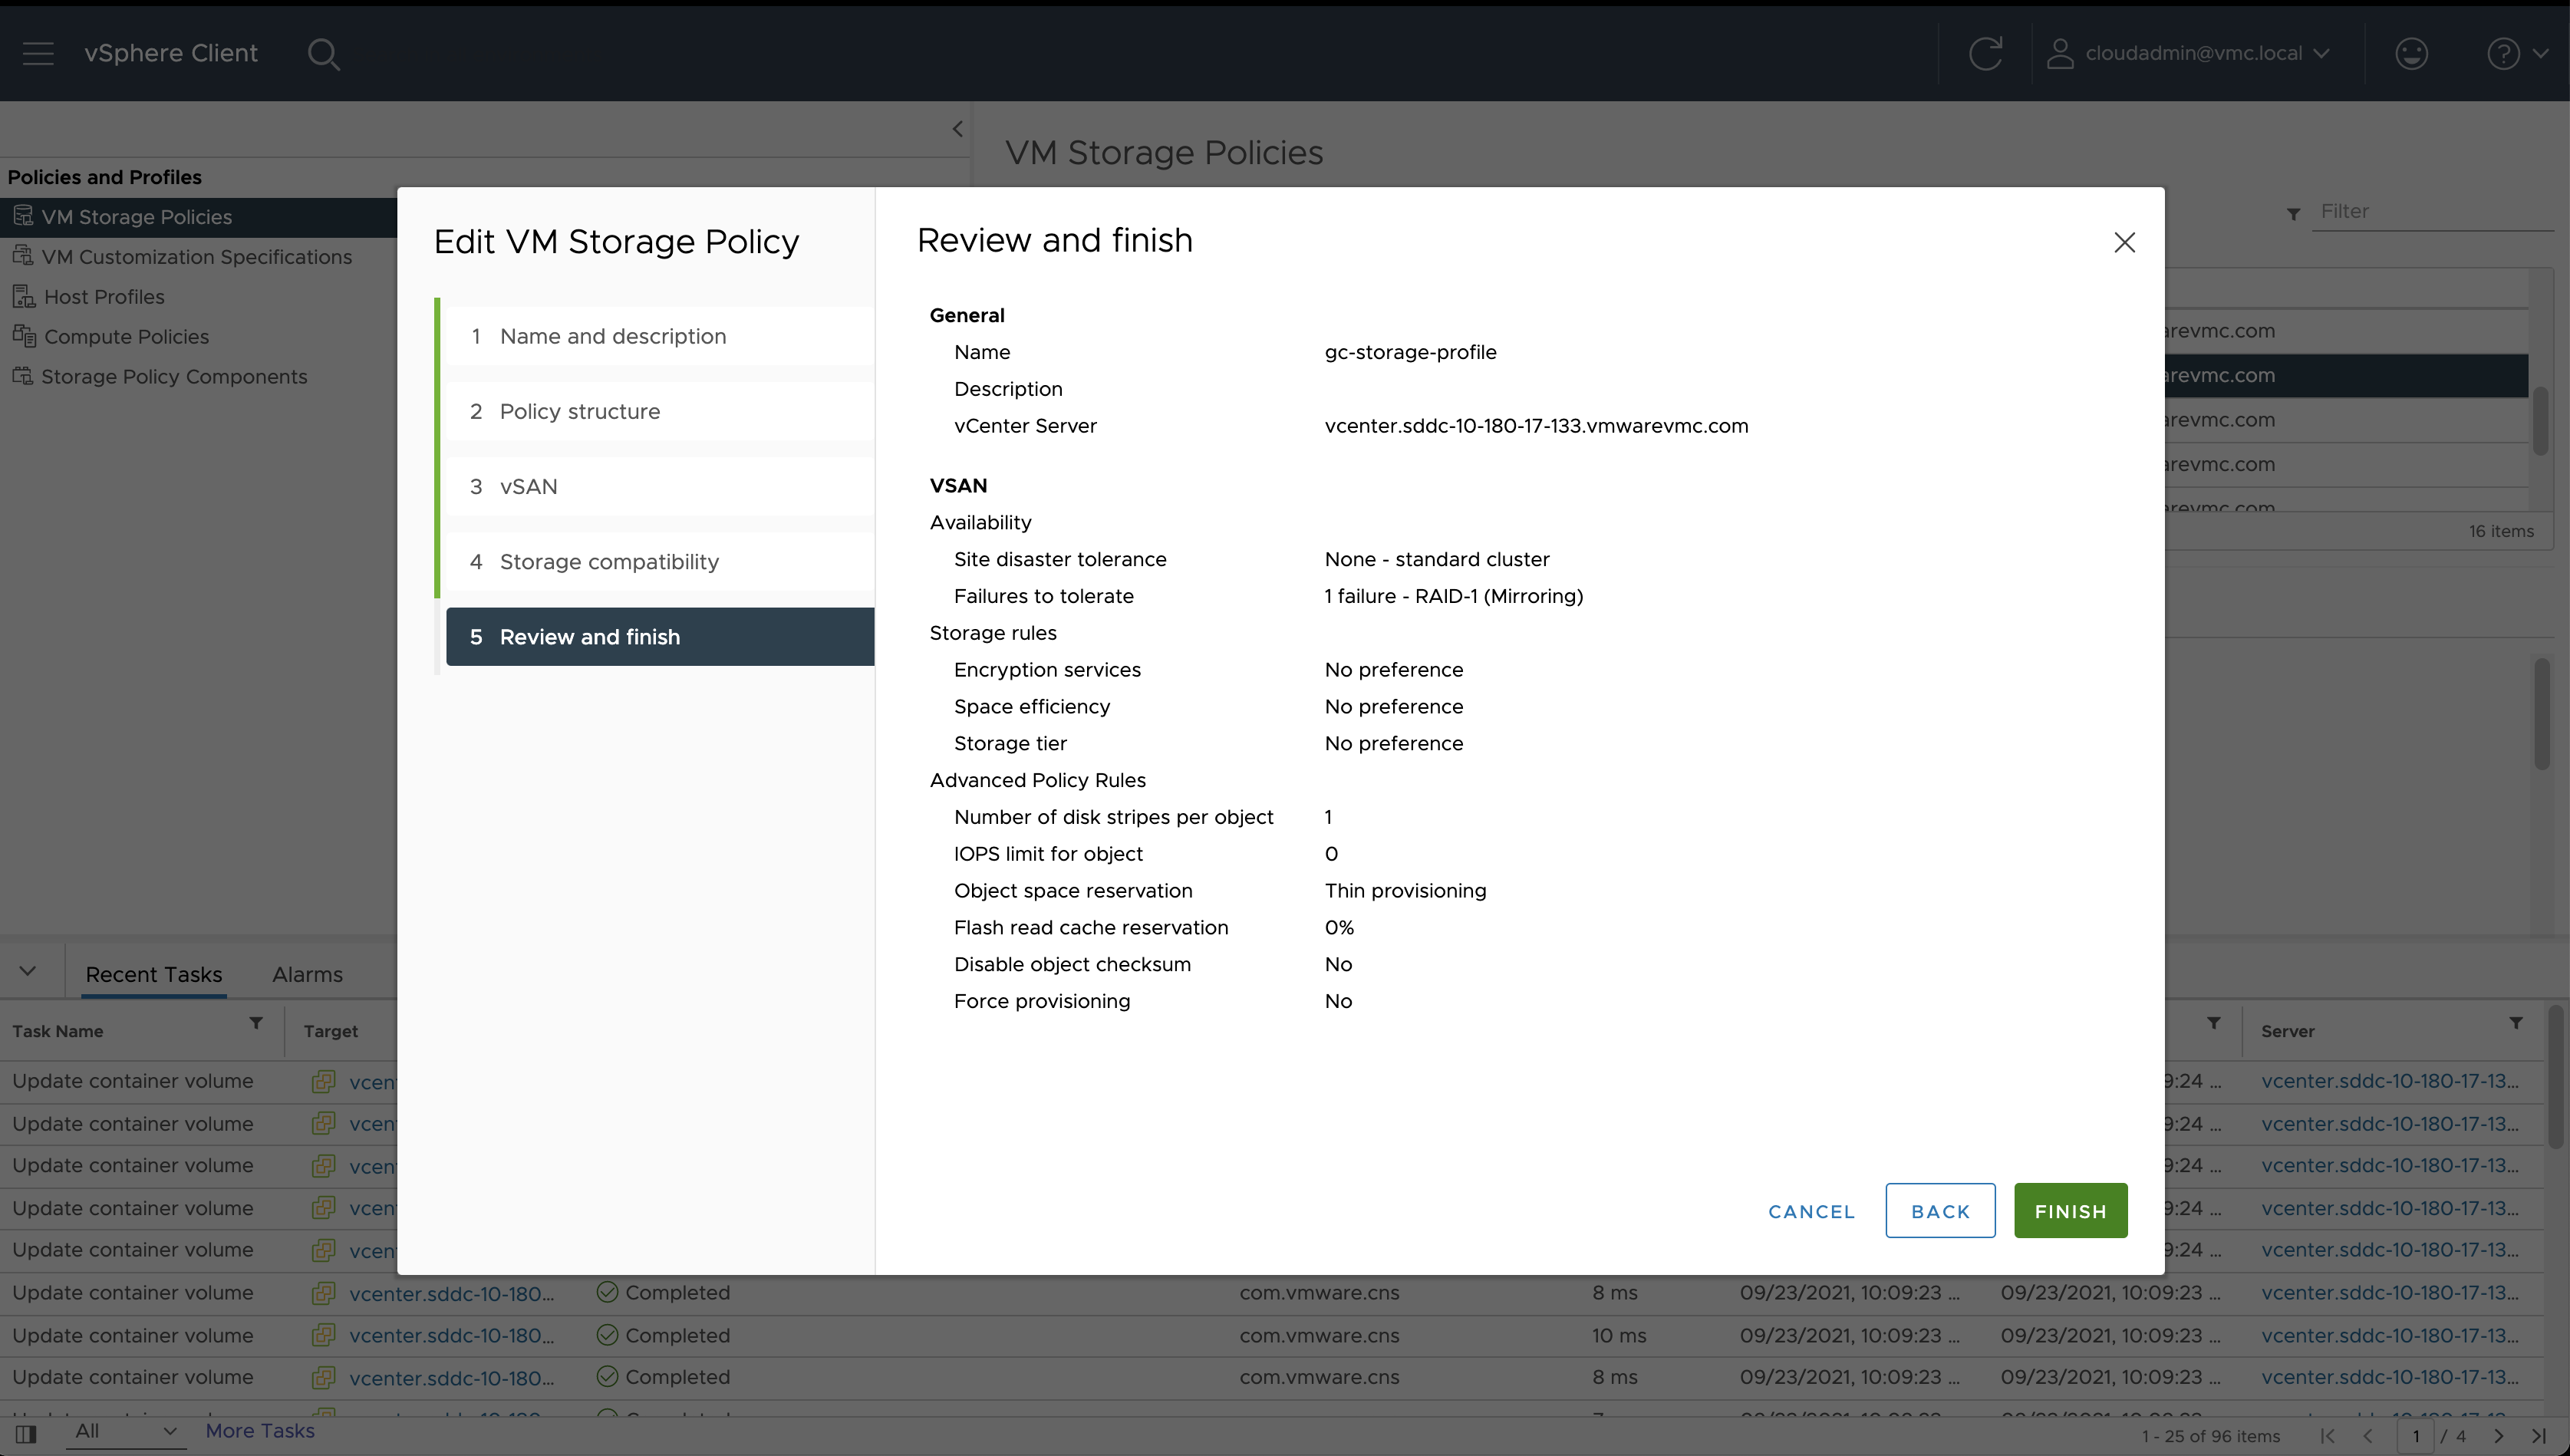 vSphere Client
cloudadmin@vmc.local
Policies and Profiles
VM Storage Policies
VM Customization Specifications
Host Profiles
Compute Policies
Storage Policy Components
VM Storage Policies
Filter
arevmc.com
arevmc.com
arevmc.com
arevmc.com
arevmc.com
16 items
Edit VM Storage Policy
1 Name and description
2 Policy structure
3 vSAN
4 Storage compatibility
5 Review and finish
Review and finish
General
Name gc-storage-profile
Description
vCenter Server vcenter.sddc-10-180-17-133.vmwarevmc.com
VSAN
Availability
Site disaster tolerance None - standard cluster
Failures to tolerate 1 failure - RAID-1 (Mirroring)
Storage rules
Encryption services No preference
Space efficiency No preference
Storage tier No preference
Advanced Policy Rules
Number of disk stripes per object 1
IOPS limit for object 0
Object space reservation Thin provisioning
Flash read cache reservation 0%
Disable object checksum No
Force provisioning No
CANCEL BACK FINISH
Recent Tasks Alarms
Task Name Target Server
Update container volume vcen 9:24 ... vcenter.sddc-10-180-17-13...
Update container volume vcen 9:24 ... vcenter.sddc-10-180-17-13...
Update container volume vcen 9:24 ... vcenter.sddc-10-180-17-13...
Update container volume vcen 9:24 ... vcenter.sddc-10-180-17-13...
Update container volume vcen 9:24 ... vcenter.sddc-10-180-17-13...
Update container volume vcenter.sddc-10-180... Completed com.vmware.cns 8 ms 09/23/2021, 10:09:23 ... 09/23/2021, 10:09:23 ... vcenter.sddc-10-180-17-13...
Update container volume vcenter.sddc-10-180... Completed com.vmware.cns 10 ms 09/23/2021, 10:09:23 ... 09/23/2021, 10:09:23 ... vcenter.sddc-10-180-17-13...
Update container volume vcenter.sddc-10-180... Completed com.vmware.cns 8 ms 09/23/2021, 10:09:23 ... 09/23/2021, 10:09:23 ... vcenter.sddc-10-180-17-13...
All More Tasks 1 - 25 of 96 items 1 / 4